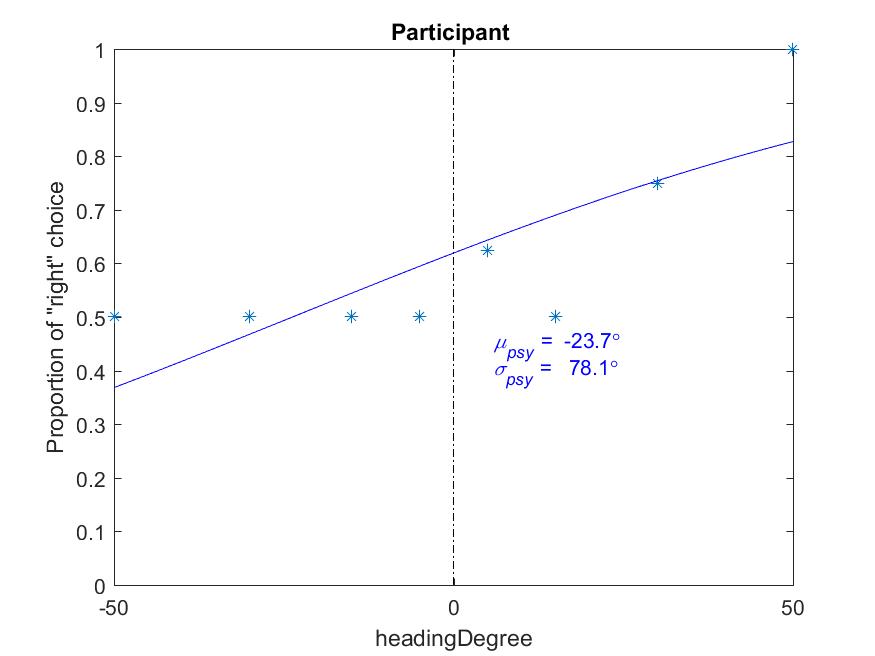 Participant
1
0.9
0.8
0.7
0.6
0.5
0.4
0.3
0.2
0.1
0
Proportion of "right" choice
μpsy = -23.7°
σpsy = 78.1°
-50 0 50
headingDegree